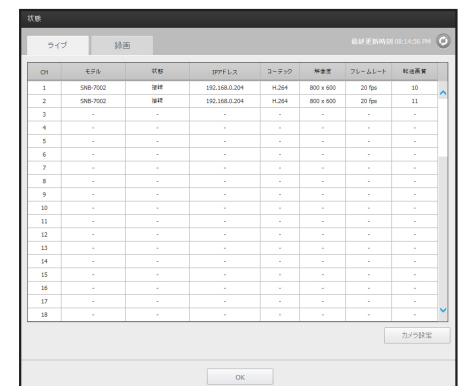 状態
ライブ 録画 最終更新時刻 08:14:36 PM
CH モデル 状態 IPアドレス コーデック 解像度 フレームレート 転送画質
1 SNB-7002 接続 192.168.0.204 H.264 800 x 600 20 fps 10
2 SNB-7002 接続 192.168.0.204 H.264 800 x 600 20 fps 11
3 - - - - - - -
4 - - - - - - -
5 - - - - - - -
6 - - - - - - -
7 - - - - - - -
8 - - - - - - -
9 - - - - - - -
10 - - - - - - -
11 - - - - - - -
12 - - - - - - -
13 - - - - - - -
14 - - - - - - -
15 - - - - - - -
16 - - - - - - -
17 - - - - - - -
18 - - - - - - -
カメラ設定
OK